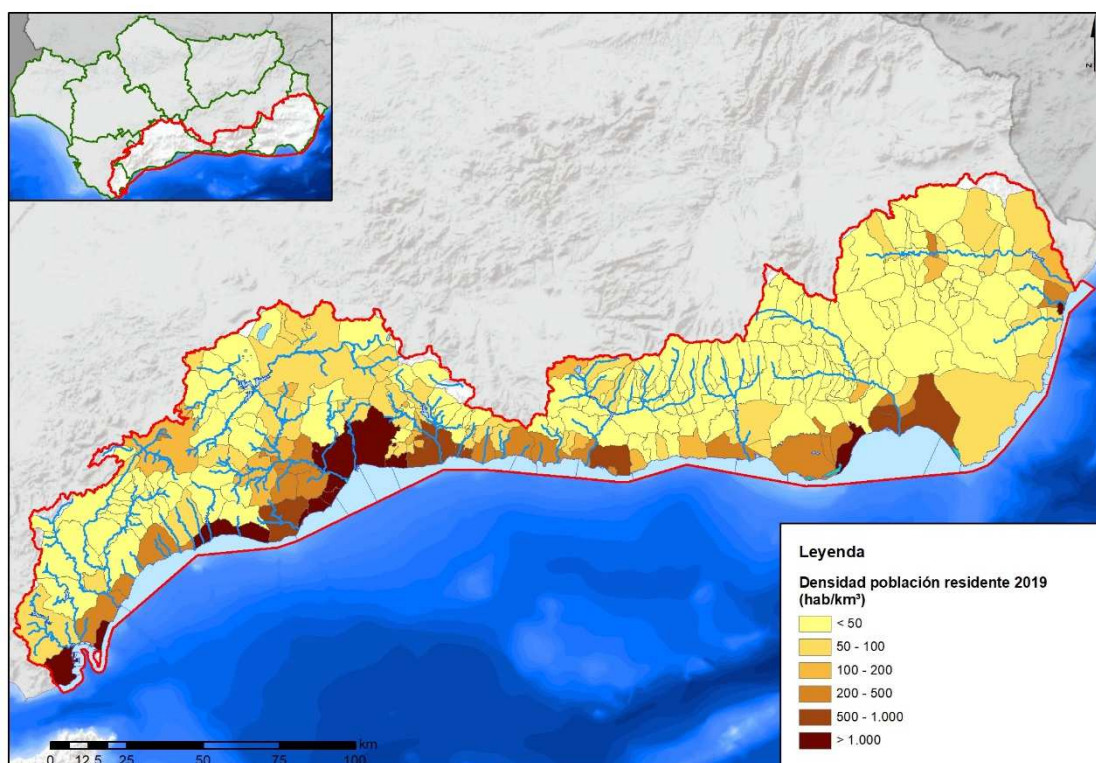 N
Leyenda
Densidad población residente 2019
(hab/km³)
< 50
50 - 100
100 - 200
200 - 500
500 - 1.000
> 1.000
km
0 12,5 25 50 75 100